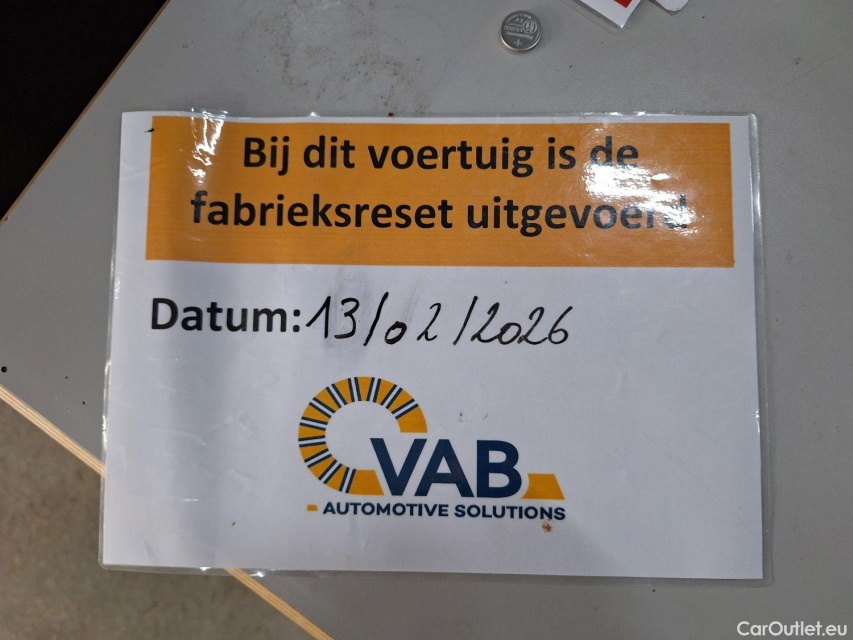 Bij dit voertuig is de
fabrieksreset uitgevoerd
Datum: 13/02/2026
VAB
AUTOMOTIVE SOLUTIONS
CarOutlet.eu